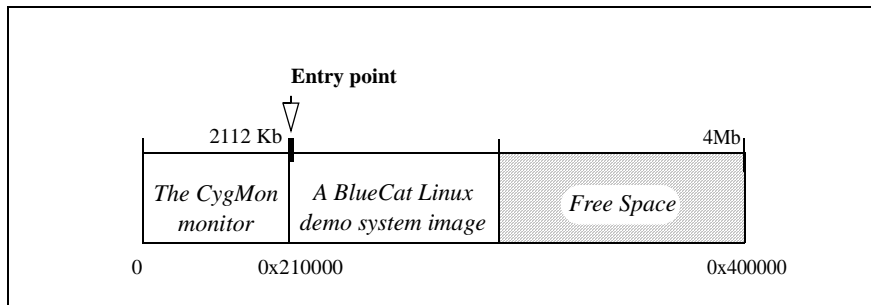 Entry point
2112 Kb
4Mb
The CygMon
monitor
A BlueCat Linux
demo system image
Free Space
0
0x210000
0x400000